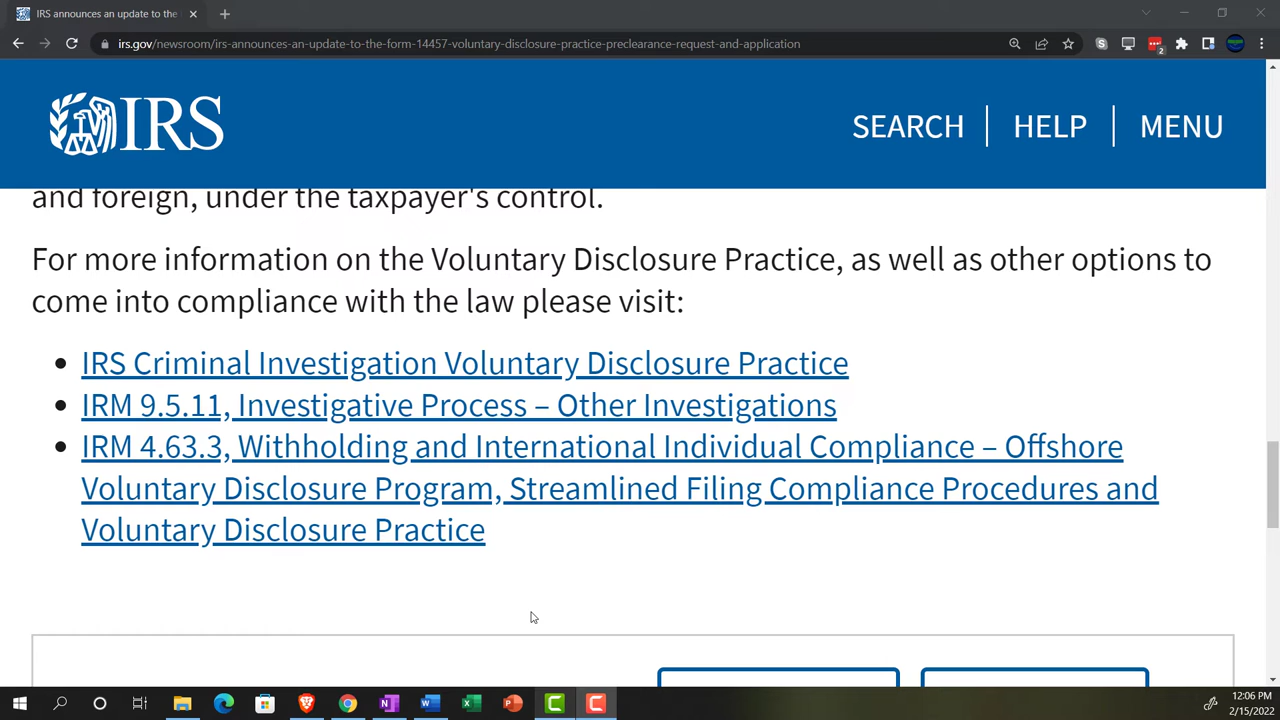 IRS announces an update to the
irs.gov/newsroom/irs-announces-an-update-to-the-form-14457-voluntary-disclosure-practice-preclearance-request-and-application
2
IRS
SEARCH
HELP
MENU
and foreign, under the taxpayer's control.
For more information on the Voluntary Disclosure Practice, as well as other options to
come into compliance with the law please visit:
• IRS Criminal Investigation Voluntary Disclosure Practice
• IRM 9.5.11, Investigative Process – Other Investigations
• IRM 4.63.3, Withholding and International Individual Compliance – Offshore
Voluntary Disclosure Program, Streamlined Filing Compliance Procedures and
Voluntary Disclosure Practice
12:06 PM
2/15/2022